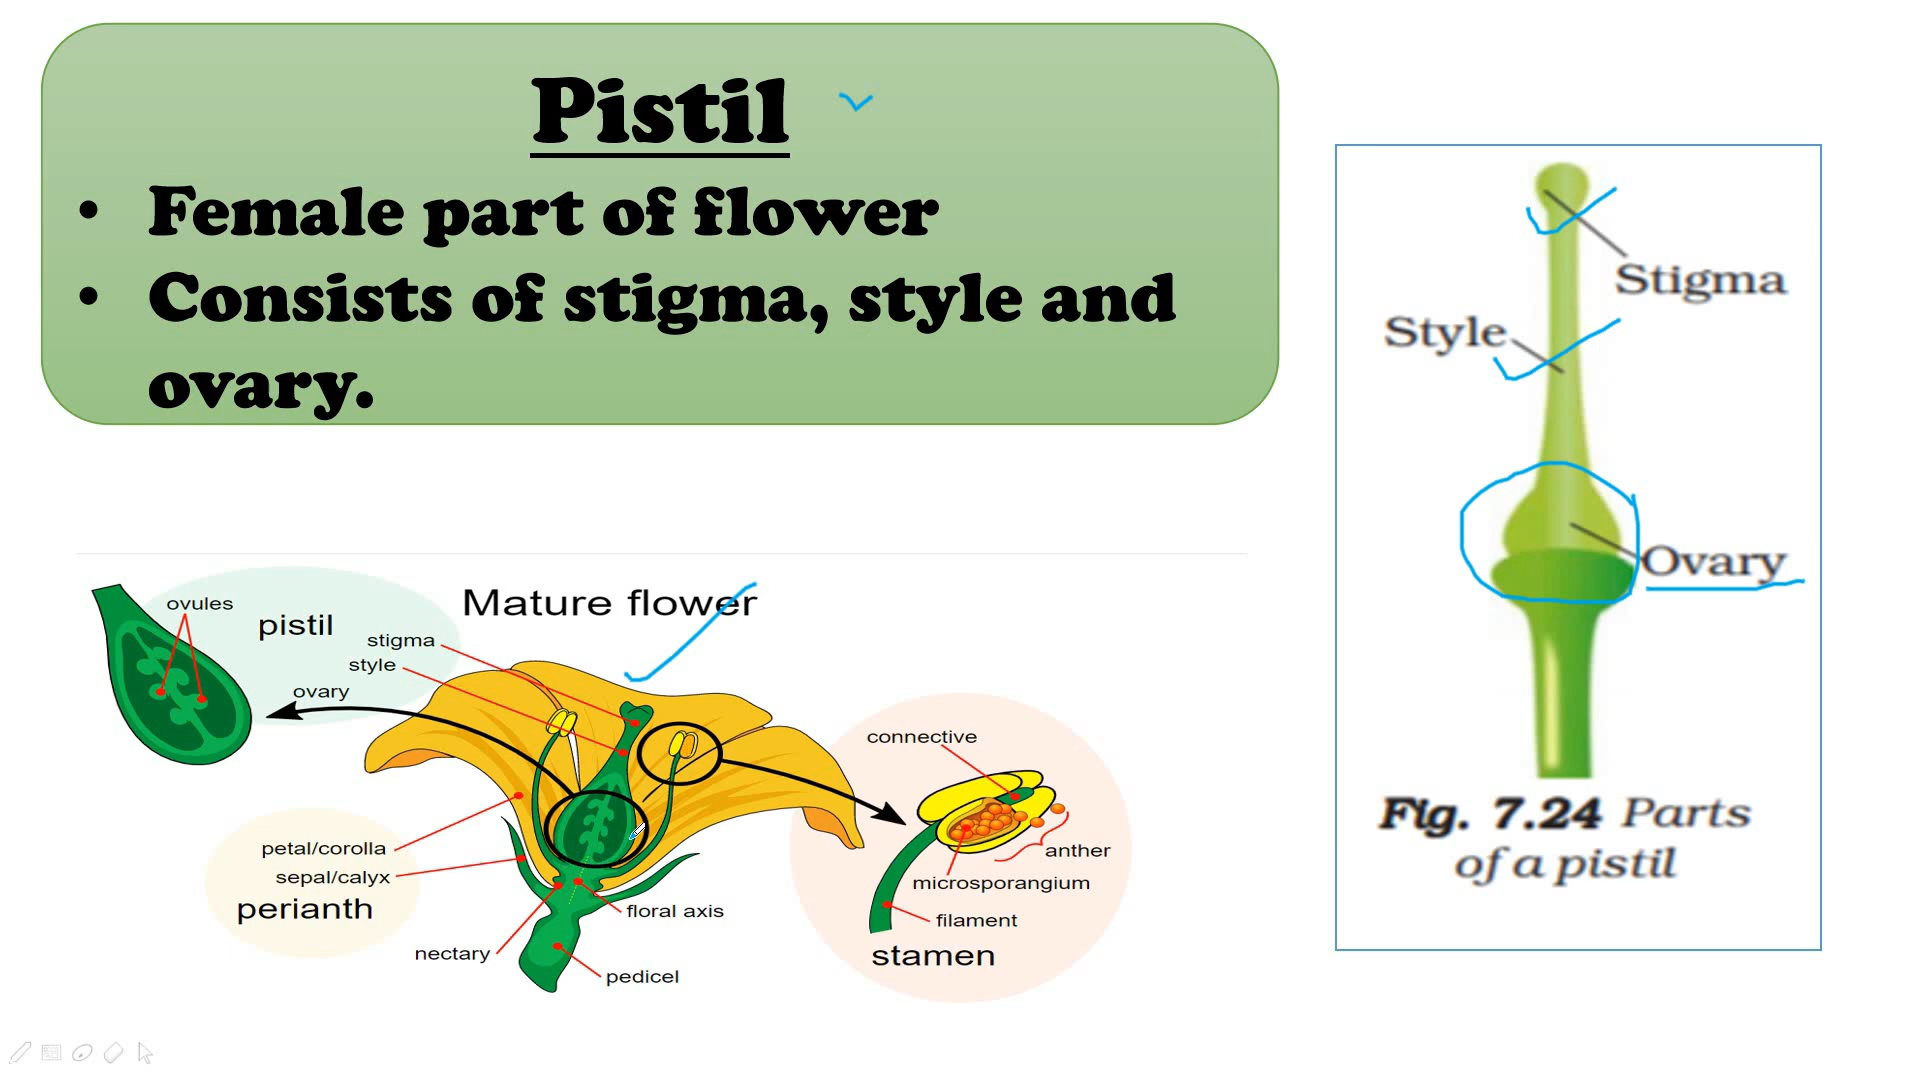 Pistil
• Female part of flower
• Consists of stigma, style and
ovary.
Stigma
Style
Ovary
Fig. 7.24 Parts
of a pistil
Mature flower
ovules
pistil
stigma
style
ovary
petal/corolla
sepal/calyx
perianth
nectary
floral axis
pedicel
connective
anther
microsporangium
filament
stamen